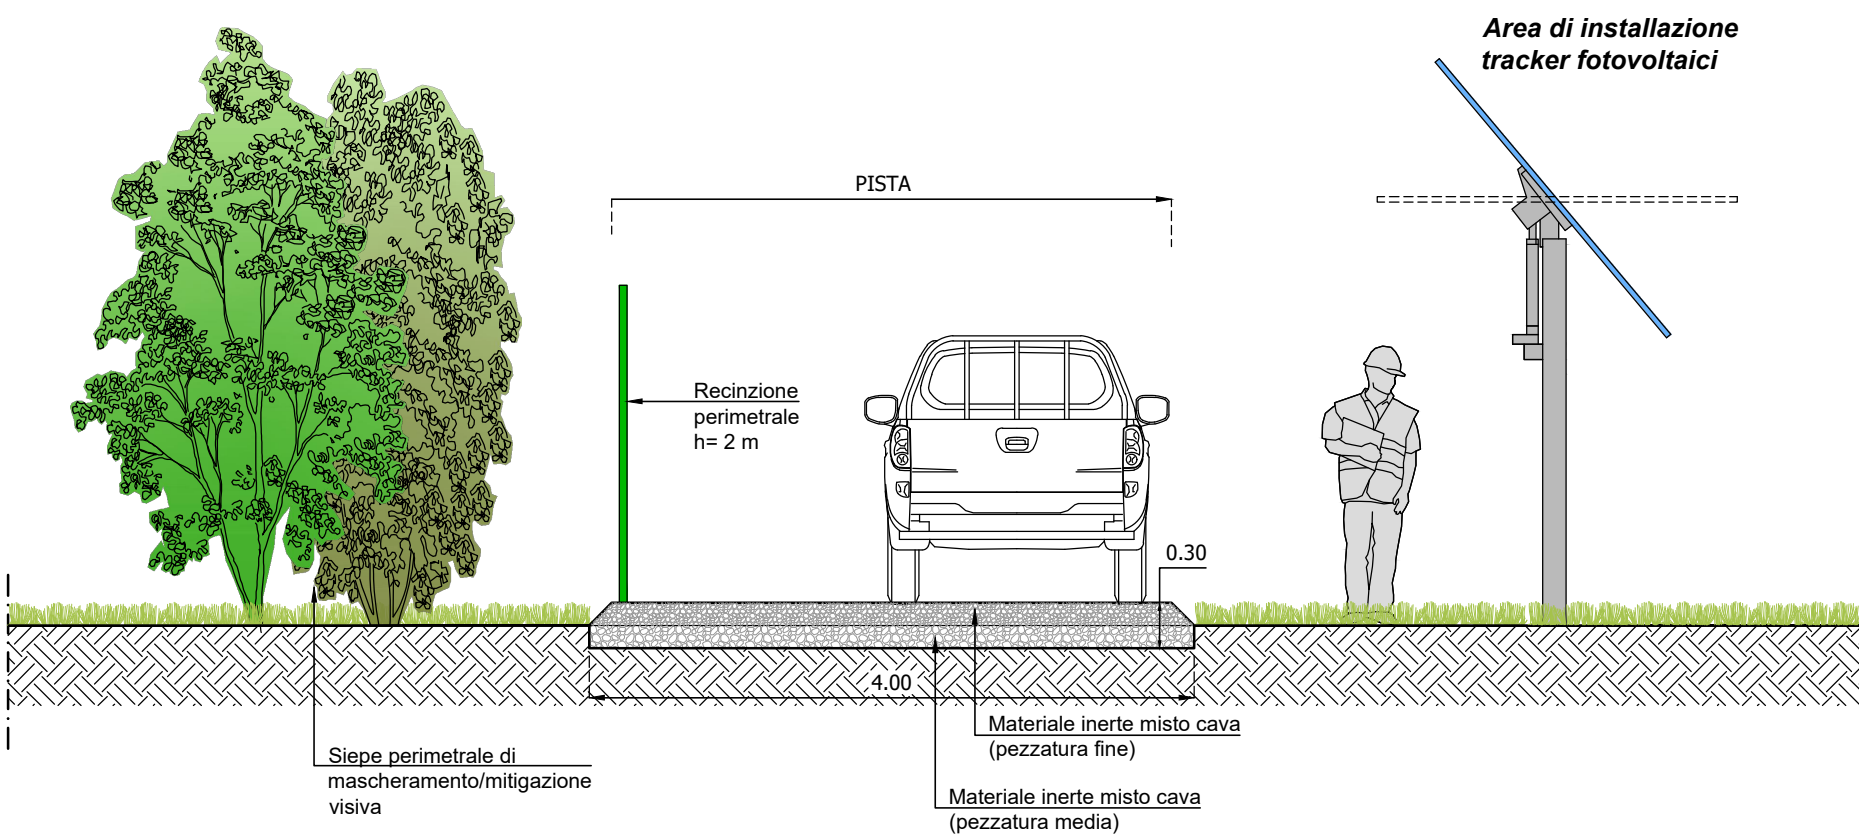 Area di installazione
tracker fotovoltaici
PISTA
Recinzione
perimetrale
h= 2 m
0.30
4.00
Materiale inerte misto cava
(pezzatura fine)
Siepe perimetrale di
mascheramento/mitigazione
visiva
Materiale inerte misto cava
(pezzatura media)